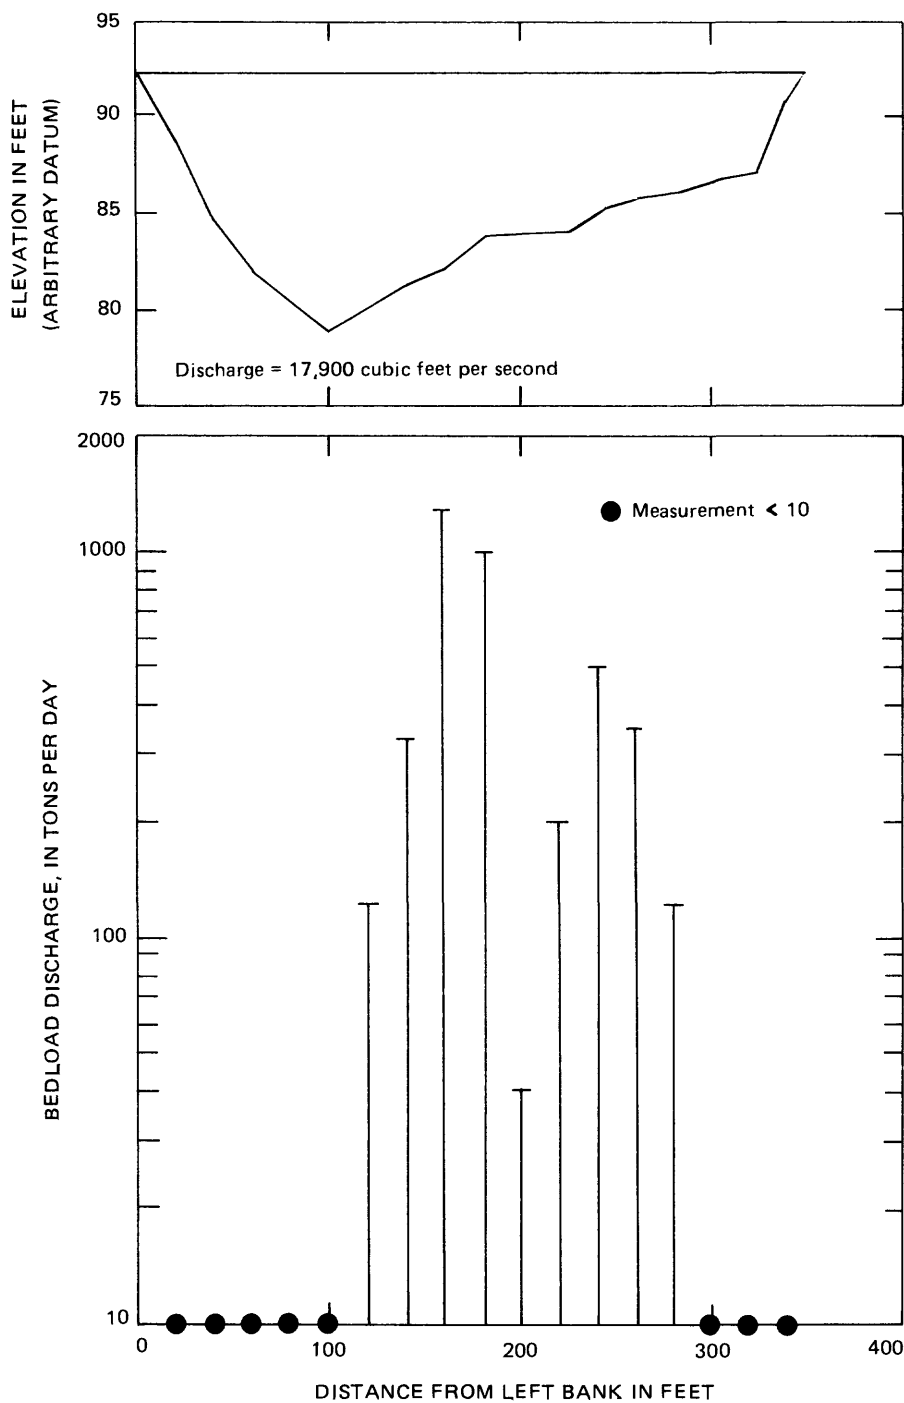 95
90
85
80
75
ELEVATION IN FEET
(ARBITRARY DATUM)
Discharge = 17,900 cubic feet per second
2000
1000
100
10
BEDLOAD DISCHARGE, IN TONS PER DAY
Measurement < 10
0 100 200 300 400
DISTANCE FROM LEFT BANK IN FEET